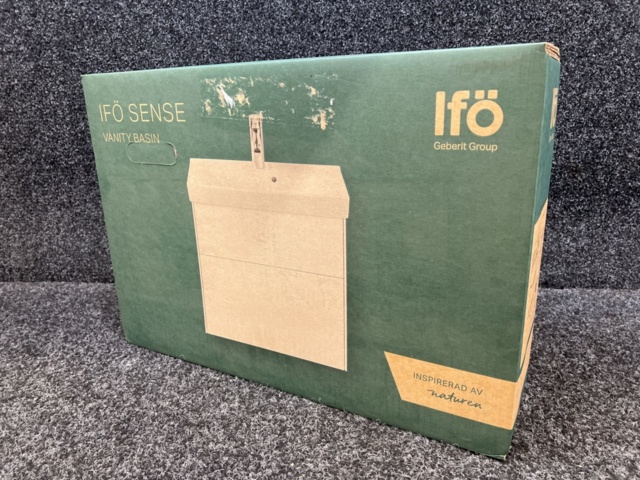 IFÖ SENSE
VANITY BASIN
Ifö
Geberit Group
INSPIRERAD AV
naturen